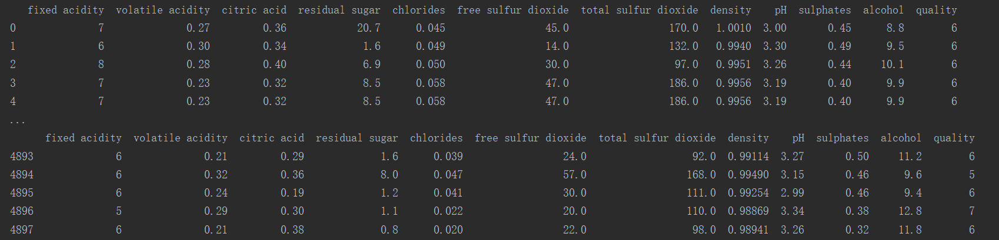 fixed acidity volatile acidity citric acid residual sugar chlorides free sulfur dioxide total sulfur dioxide density pH sulphates alcohol quality
0 7 0.27 0.36 20.7 0.045 45.0 170.0 1.0010 3.00 0.45 8.8 6
1 6 0.30 0.34 1.6 0.049 14.0 132.0 0.9940 3.30 0.49 9.5 6
2 8 0.28 0.40 6.9 0.050 30.0 97.0 0.9951 3.26 0.44 10.1 6
3 7 0.23 0.32 8.5 0.058 47.0 186.0 0.9956 3.19 0.40 9.9 6
4 7 0.23 0.32 8.5 0.058 47.0 186.0 0.9956 3.19 0.40 9.9 6
...
fixed acidity volatile acidity citric acid residual sugar chlorides free sulfur dioxide total sulfur dioxide density pH sulphates alcohol quality
4893 6 0.21 0.29 1.6 0.039 24.0 92.0 0.99114 3.27 0.50 11.2 6
4894 6 0.32 0.36 8.0 0.047 57.0 168.0 0.99490 3.15 0.46 9.6 5
4895 6 0.24 0.19 1.2 0.041 30.0 111.0 0.99254 2.99 0.46 9.4 6
4896 5 0.29 0.30 1.1 0.022 20.0 110.0 0.98869 3.34 0.38 12.8 7
4897 6 0.21 0.38 0.8 0.020 22.0 98.0 0.98941 3.26 0.32 11.8 6